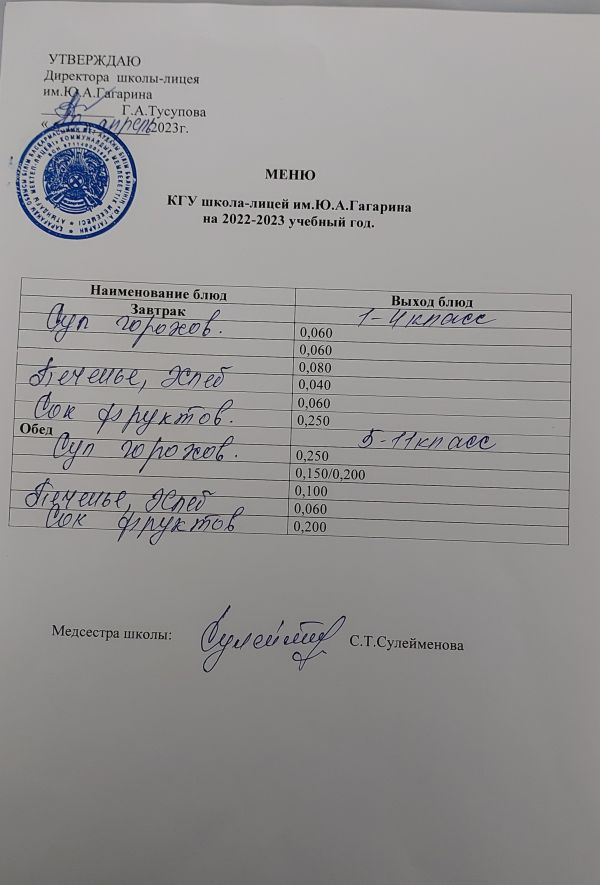 УТВЕРЖДАЮ
Директора школы-лицея
им.Ю.А.Гагарина
Г.А.Тусупова
« » апрель 2023г.
МЕНЮ
КГУ школа-лицей им.Ю.А.Гагарина
на 2022-2023 учебный год.
Наименование блюд Выход блюд
Завтрак 1-4 класс
Суп горохов. 0,060
0,060
0,080
Печенье, Хлеб 0,040
0,060
Сок фруктов. 0,250
Обед 5-11 класс
Суп горохов. 0,250
0,150/0,200
0,100
Печенье, Хлеб 0,060
Сок фруктов 0,200
Медсестра школы: С.Т.Сулейменова